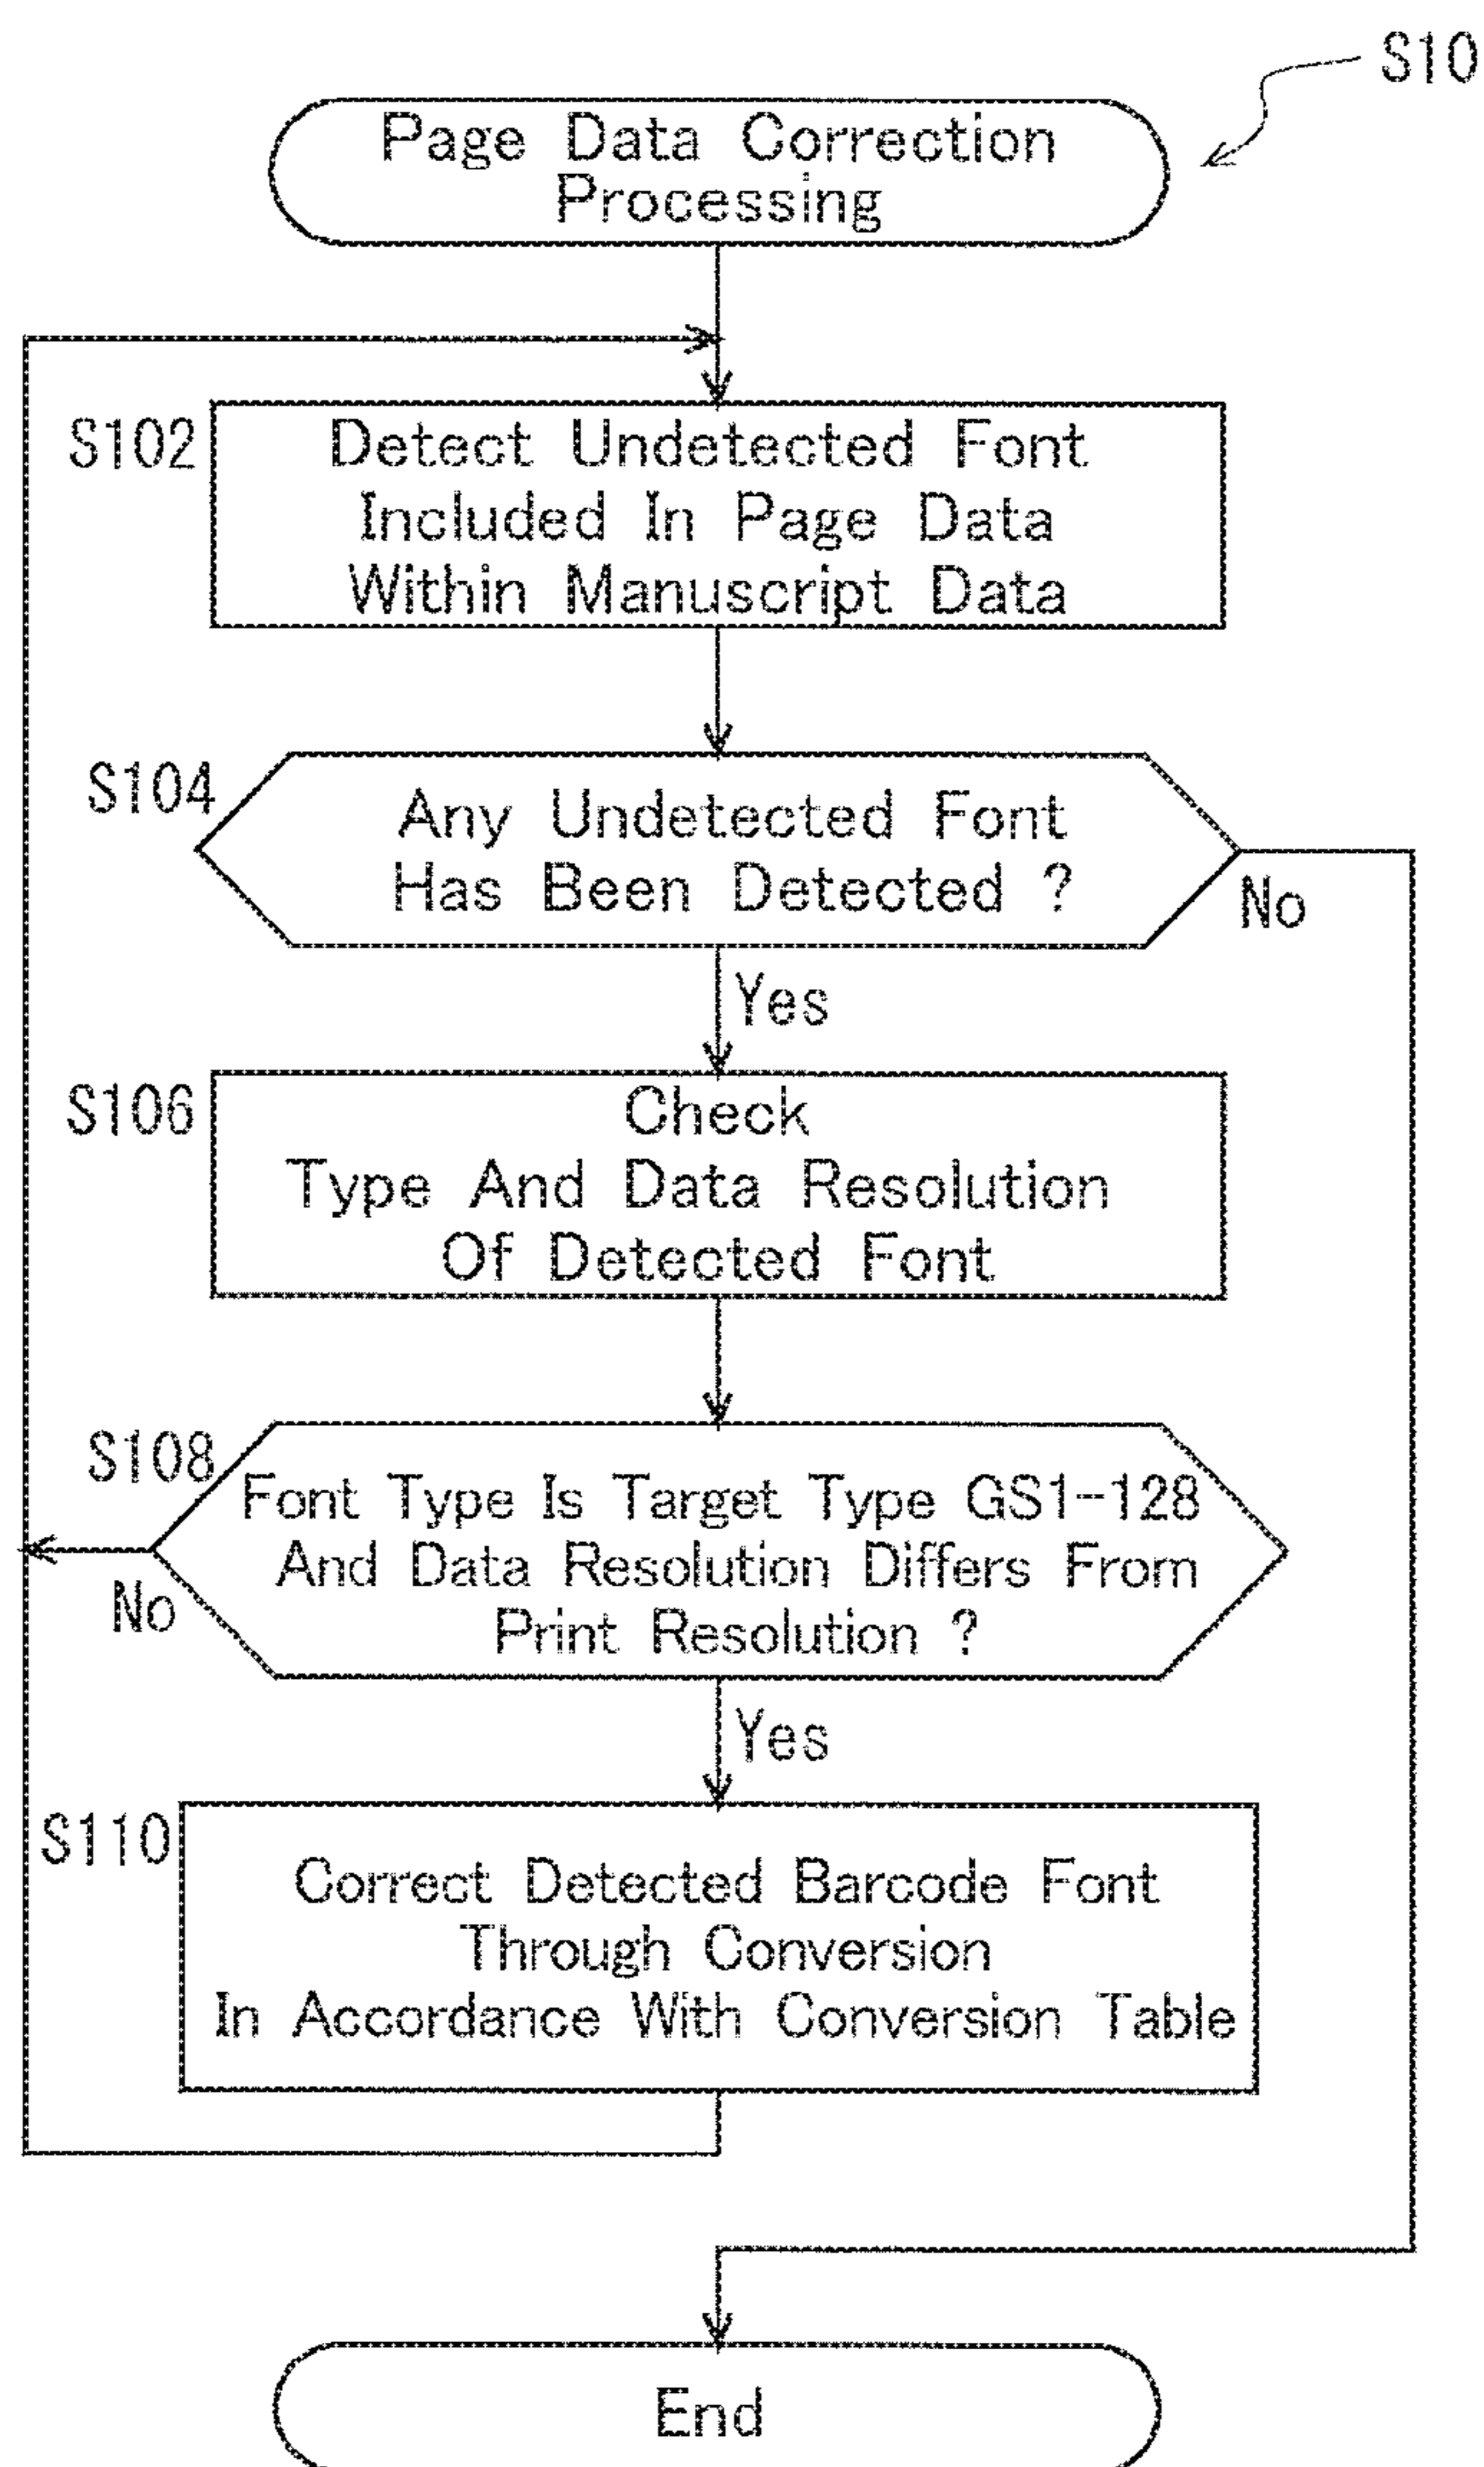 S10
Page Data Correction
Processing
S102
Detect Undetected Font
Included In Page Data
Within Manuscript Data
S104
Any Undetected Font
Has Been Detected ?
No
Yes
S106
Check
Type And Data Resolution
Of Detected Font
S108
Font Type Is Target Type GS1-128
And Data Resolution Differs From
Print Resolution ?
No
Yes
S110
Correct Detected Barcode Font
Through Conversion
In Accordance With Conversion Table
End